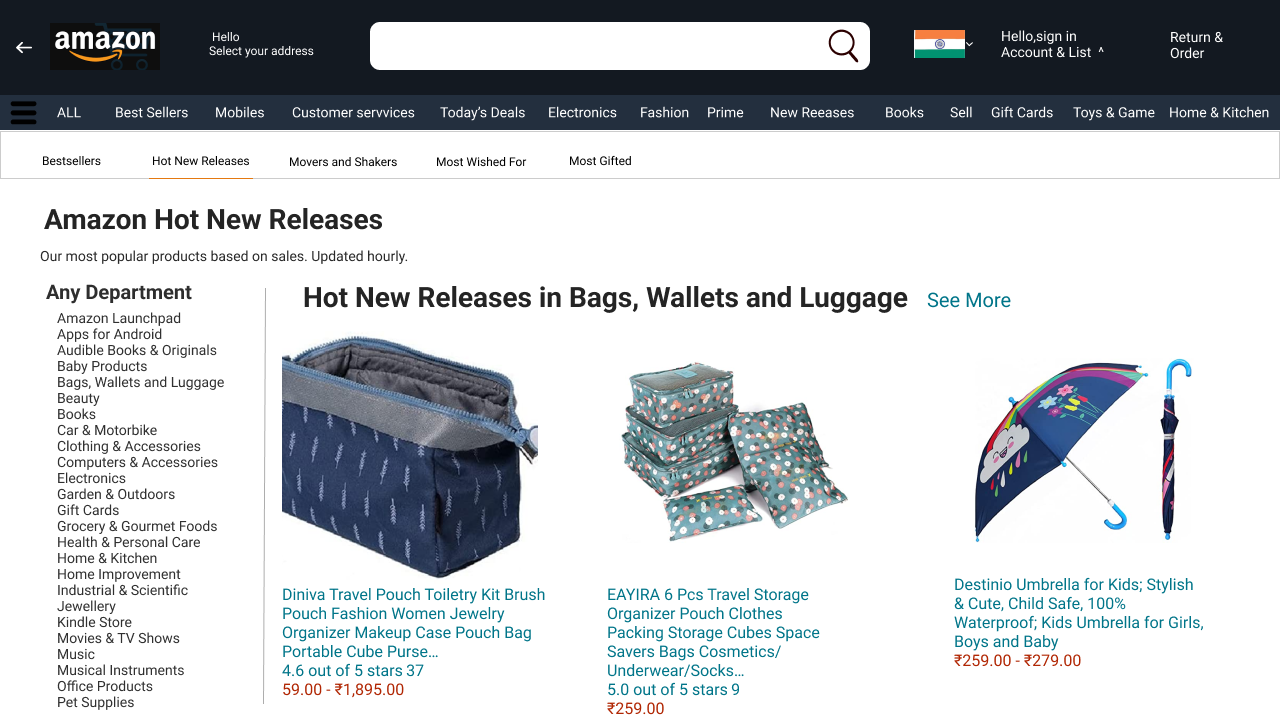 amazon
Hello
Select your address
Hello,sign in
Account & List ^
Return &
Order
ALL Best Sellers Mobiles Customer servvices Today's Deals Electronics Fashion Prime New Reeases Books Sell Gift Cards Toys & Game Home & Kitchen
Bestsellers Hot New Releases Movers and Shakers Most Wished For Most Gifted
Amazon Hot New Releases
Our most popular products based on sales. Updated hourly.
Any Department
Amazon Launchpad
Apps for Android
Audible Books & Originals
Baby Products
Bags, Wallets and Luggage
Beauty
Books
Car & Motorbike
Clothing & Accessories
Computers & Accessories
Electronics
Garden & Outdoors
Gift Cards
Grocery & Gourmet Foods
Health & Personal Care
Home & Kitchen
Home Improvement
Industrial & Scientific
Jewellery
Kindle Store
Movies & TV Shows
Music
Musical Instruments
Office Products
Pet Supplies
Hot New Releases in Bags, Wallets and Luggage See More
Diniva Travel Pouch Toiletry Kit Brush
Pouch Fashion Women Jewelry
Organizer Makeup Case Pouch Bag
Portable Cube Purse…
4.6 out of 5 stars 37
59.00 - ₹1,895.00
EAYIRA 6 Pcs Travel Storage
Organizer Pouch Clothes
Packing Storage Cubes Space
Savers Bags Cosmetics/
Underwear/Socks…
5.0 out of 5 stars 9
₹259.00
Destinio Umbrella for Kids; Stylish
& Cute, Child Safe, 100%
Waterproof; Kids Umbrella for Girls,
Boys and Baby
₹259.00 - ₹279.00